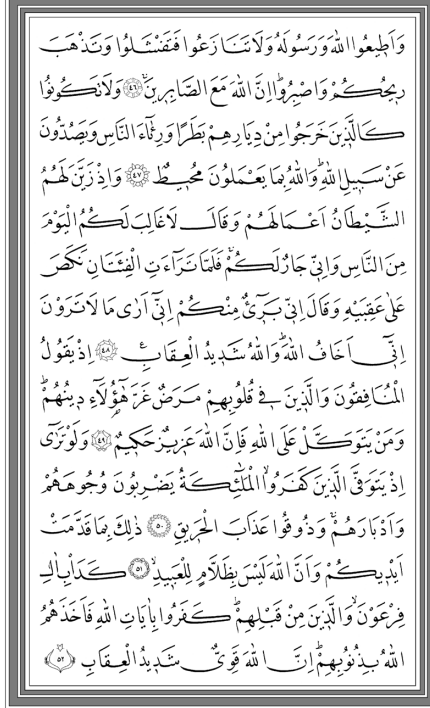 وَاَطٖيعُوا اللّٰهَ وَرَسُولَهُ وَلَا تَنَازَعُوا فَتَفْشَلُوا وَتَذْهَبَ
رٖيحُكُمْ وَاصْبِرُواؕ اِنَّ اللّٰهَ مَعَ الصَّابِرٖينَۚ ﴿٤٦﴾ وَلَا تَكُونُوا
كَالَّذٖينَ خَرَجُوا مِنْ دِيَارِهِمْ بَطَرًا وَرِئَٓاءَ النَّاسِ وَيَصُدُّونَ
عَنْ سَبٖيلِ اللّٰهِؕ وَاللّٰهُ بِمَا يَعْمَلُونَ مُحٖيطٌ ﴿٤٧﴾ وَاِذْ زَيَّنَ لَهُمُ
الشَّيْطَانُ اَعْمَالَهُمْ وَقَالَ لَا غَالِبَ لَكُمُ الْيَوْمَ
مِنَ النَّاسِ وَاِنّٖي جَارٌ لَكُمْۚ فَلَمَّا تَرَٓاءَتِ الْفِئَتَانِ نَكَصَ
عَلٰى عَقِبَيْهِ وَقَالَ اِنّٖي بَرٖٓيءٌ مِنْكُمْ اِنّٖٓي اَرٰى مَا لَا تَرَوْنَ
اِنّٖٓي اَخَافُ اللّٰهَؕ وَاللّٰهُ شَدٖيدُ الْعِقَابِࣖ ﴿٤٨﴾ اِذْ يَقُولُ
الْمُنَافِقُونَ وَالَّذٖينَ فٖي قُلُوبِهِمْ مَرَضٌ غَرَّ هٰٓؤُلَٓاءِ دٖينُهُمْؕ
وَمَنْ يَتَوَكَّلْ عَلَى اللّٰهِ فَاِنَّ اللّٰهَ عَزٖيزٌ حَكٖيمٌ ﴿٤٩﴾ وَلَوْ تَرٰٓى
اِذْ يَتَوَفَّى الَّذٖينَ كَفَرُواۙ الْمَلٰٓئِكَةُ يَضْرِبُونَ وُجُوهَهُمْ
وَاَدْبَارَهُمْۚ وَذُوقُوا عَذَابَ الْحَرٖيقِ ﴿٥٠﴾ ذٰلِكَ بِمَا قَدَّمَتْ
اَيْدٖيكُمْ وَاَنَّ اللّٰهَ لَيْسَ بِظَلَّامٍ لِلْعَبٖيدِۙ ﴿٥١﴾ كَدَاْبِ اٰلِ
فِرْعَوْنَۙ وَالَّذٖينَ مِنْ قَبْلِهِمْؕ كَفَرُوا بِاٰيَاتِ اللّٰهِ فَاَخَذَهُمُ
اللّٰهُ بِذُنُوبِهِمْؕ اِنَّ اللّٰهَ قَوِيٌّ شَدٖيدُ الْعِقَابِ ﴿٥٢﴾